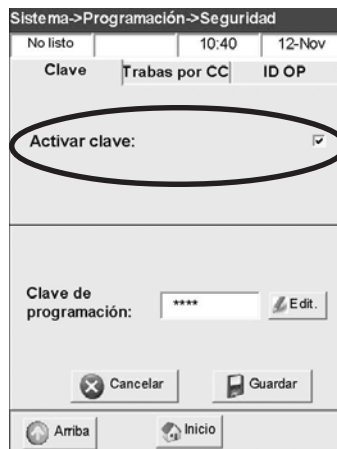 Sistema->Programación->Seguridad
No listo 10:40 12-Nov
Clave Trabas por CC ID OP
Activar clave:
Clave de
programación: **** Edit.
Cancelar Guardar
Arriba Inicio